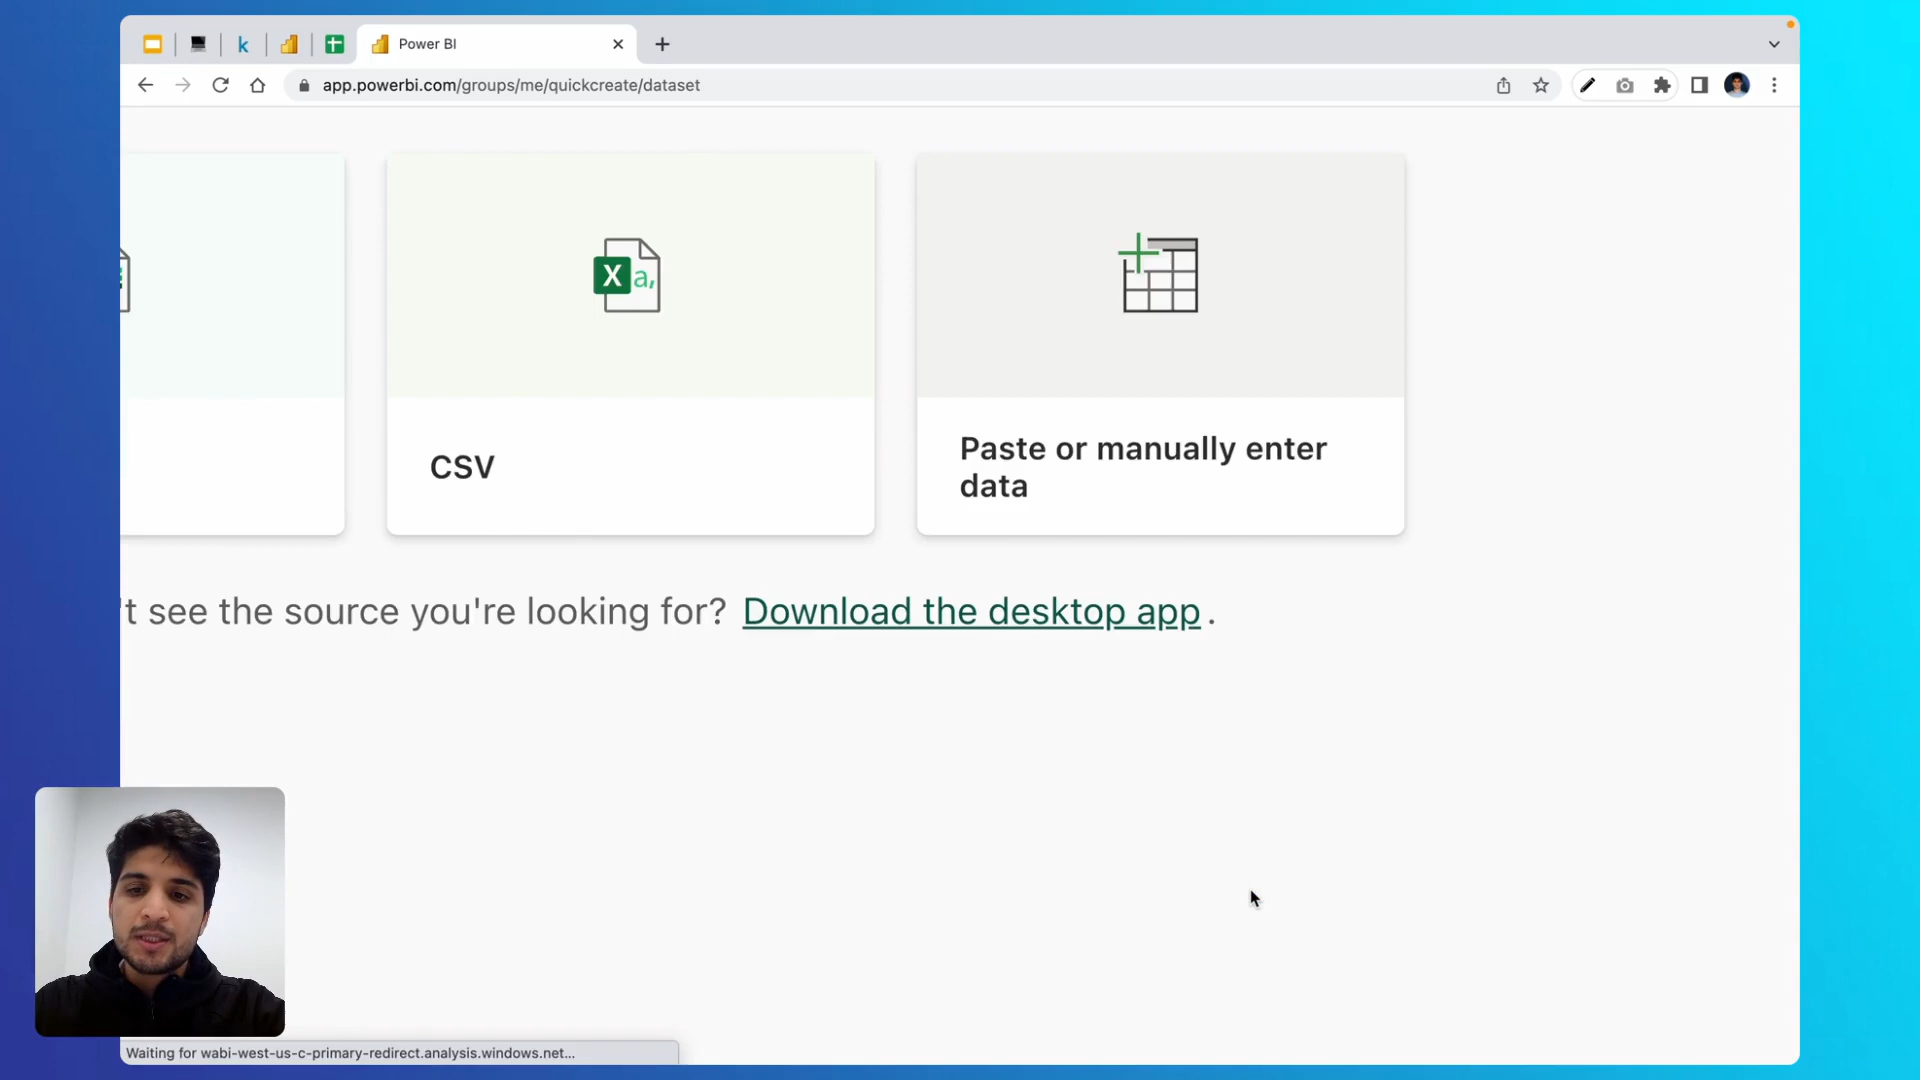 k
Power BI
app.powerbi.com/groups/me/quickcreate/dataset
X a,
CSV
Paste or manually enter
data
't see the source you're looking for? Download the desktop app.
Waiting for wabi-west-us-c-primary-redirect.analysis.windows.net...